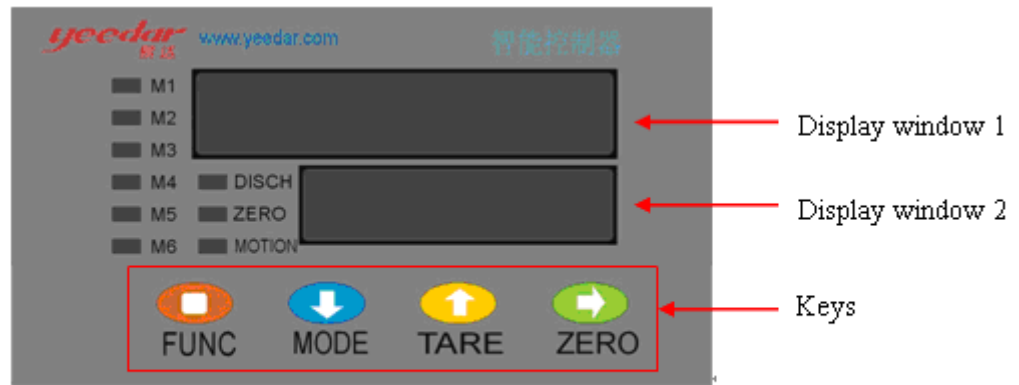 yeedar www.yeedar.com 智能控制器
M1
M2
M3
M4 DISCH
M5 ZERO
M6 MOTION
Display window 1
Display window 2
Keys
FUNC MODE TARE ZERO